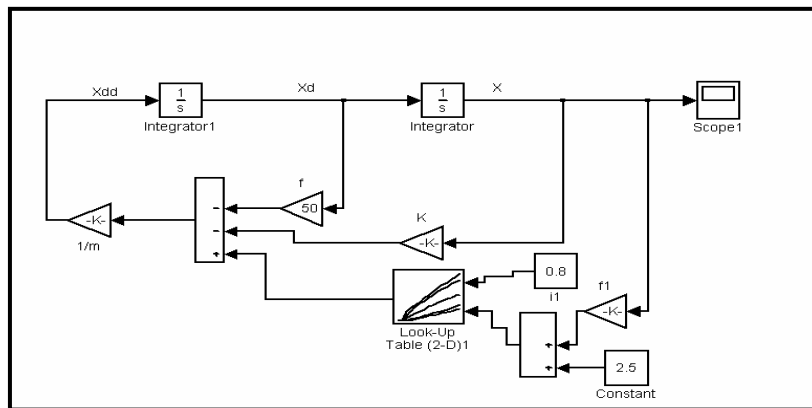 Xdd
1
s
Integrator1
Xd
1
s
Integrator
X
Scope1
f
50
K
-K-
-K-
1/m
-
-
+
0.8
i1
Look-Up
Table (2-D)1
f1
-K-
+
+
2.5
Constant